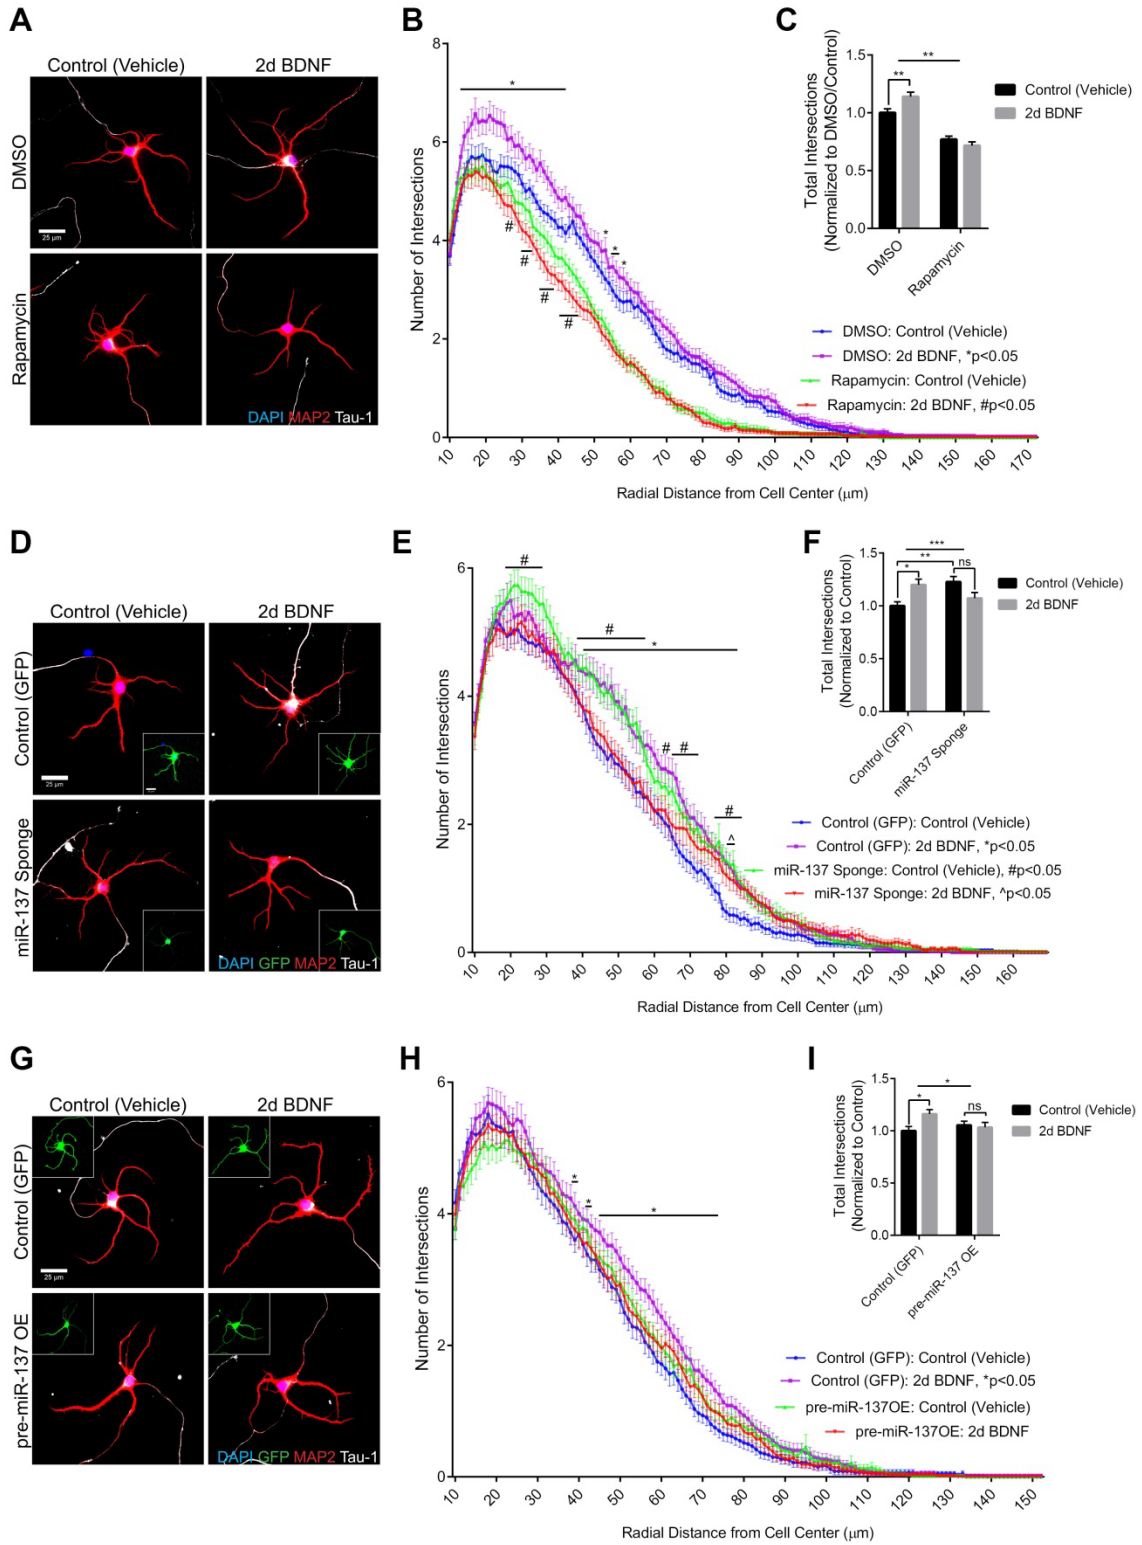 A
Control (Vehicle) 2d BDNF
DMSO
25 µm
Rapamycin
DAPI MAP2 Tau-1
B
8
6
4
2
0
Number of Intersections
*
*
*
*
#
#
#
#
10 20 30 40 50 60 70 80 90 100 110 120 130 140 150 160 170
Radial Distance from Cell Center (µm)
DMSO: Control (Vehicle)
DMSO: 2d BDNF, *p<0.05
Rapamycin: Control (Vehicle)
Rapamycin: 2d BDNF, #p<0.05
C
Total Intersections
(Normalized to DMSO/Control)
1.5
1.0
0.5
0.0
**
**
DMSO
Rapamycin
Control (Vehicle)
2d BDNF
D
Control (Vehicle) 2d BDNF
Control (GFP)
25 µm
miR-137 Sponge
DAPI GFP MAP2 Tau-1
E
6
4
2
0
Number of Intersections
#
#
*
# #
#
^
10 20 30 40 50 60 70 80 90 100 110 120 130 140 150 160
Radial Distance from Cell Center (µm)
Control (GFP): Control (Vehicle)
Control (GFP): 2d BDNF, *p<0.05
miR-137 Sponge: Control (Vehicle), #p<0.05
miR-137 Sponge: 2d BDNF, ^p<0.05
F
Total Intersections
(Normalized to Control)
1.5
1.0
0.5
0.0
***
**
* ns
Control (GFP)
miR-137 Sponge
Control (Vehicle)
2d BDNF
G
Control (Vehicle) 2d BDNF
Control (GFP)
25 µm
pre-miR-137 OE
DAPI GFP MAP2 Tau-1
H
6
4
2
0
Number of Intersections
*
*
*
10 20 30 40 50 60 70 80 90 100 110 120 130 140 150
Radial Distance from Cell Center (µm)
Control (GFP): Control (Vehicle)
Control (GFP): 2d BDNF, *p<0.05
pre-miR-137OE: Control (Vehicle)
pre-miR-137OE: 2d BDNF
I
Total Intersections
(Normalized to Control)
1.5
1.0
0.5
0.0
*
* ns
Control (GFP)
pre-miR-137 OE
Control (Vehicle)
2d BDNF